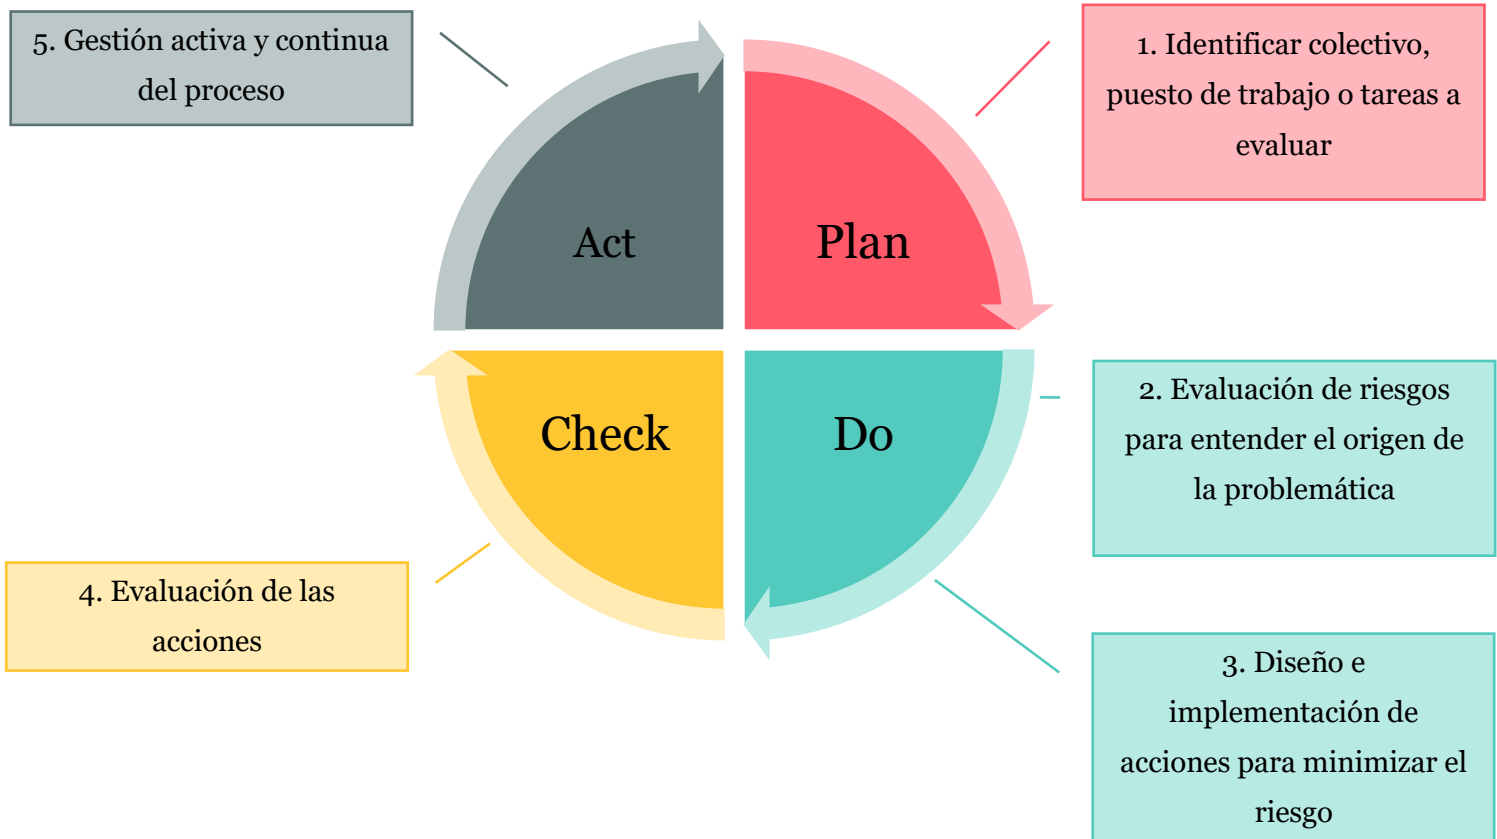 5. Gestión activa y continua
del proceso
1. Identificar colectivo,
puesto de trabajo o tareas a
evaluar
Act
Plan
2. Evaluación de riesgos
para entender el origen de
la problemática
Check
Do
4. Evaluación de las
acciones
3. Diseño e
implementación de
acciones para minimizar el
riesgo